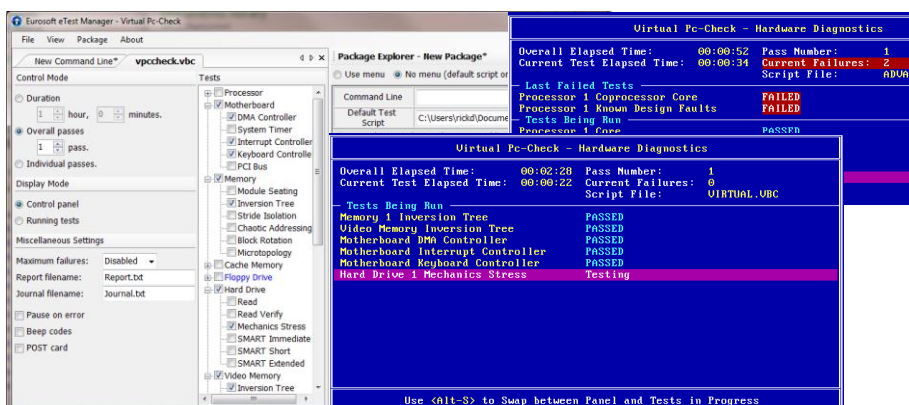 Eurosoft eTest Manager - Virtual Pc-Check
File View Package About
New Command Line* vpccheck.vbc
Control Mode
Duration
1 hour, 0 minutes.
Overall passes
1 pass.
Individual passes.
Display Mode
Control panel
Running tests
Miscellaneous Settings
Maximum failures: Disabled
Report filename: Report.txt
Journal filename: Journal.txt
Pause on error
Beep codes
POST card
Tests
Processor
Motherboard
DMA Controller
System Timer
Interrupt Controller
Keyboard Controlle
PCI Bus
Memory
Module Seating
Inversion Tree
Stride Isolation
Chaotic Addressing
Block Rotation
Microtopology
Cache Memory
Floppy Drive
Hard Drive
Read
Read Verify
Mechanics Stress
SMART Immediate
SMART Short
SMART Extended
Video Memory
Inversion Tree
Package Explorer - New Package*
Use menu No menu (default script or
Command Line
Default Test Script C:\Users\rickd\Docume
Virtual Pc-Check - Hardware Diagnostics
Overall Elapsed Time: 00:00:52 Pass Number: 1
Current Test Elapsed Time: 00:00:34 Current Failures: 2
Script File: ADVA
Last Failed Tests
Processor 1 Coprocessor Core FAILED
Processor 1 Known Design Faults FAILED
Tests Being Run
Processor 1 Core PASSED
Virtual Pc-Check - Hardware Diagnostics
Overall Elapsed Time: 00:02:28 Pass Number: 1
Current Test Elapsed Time: 00:00:22 Current Failures: 0
Script File: VIRTUAL.VBC
Tests Being Run
Memory 1 Inversion Tree PASSED
Video Memory Inversion Tree PASSED
Motherboard DMA Controller PASSED
Motherboard Interrupt Controller PASSED
Motherboard Keyboard Controller PASSED
Hard Drive 1 Mechanics Stress Testing
Use <Alt-S> to Swap between Panel and Tests in Progress